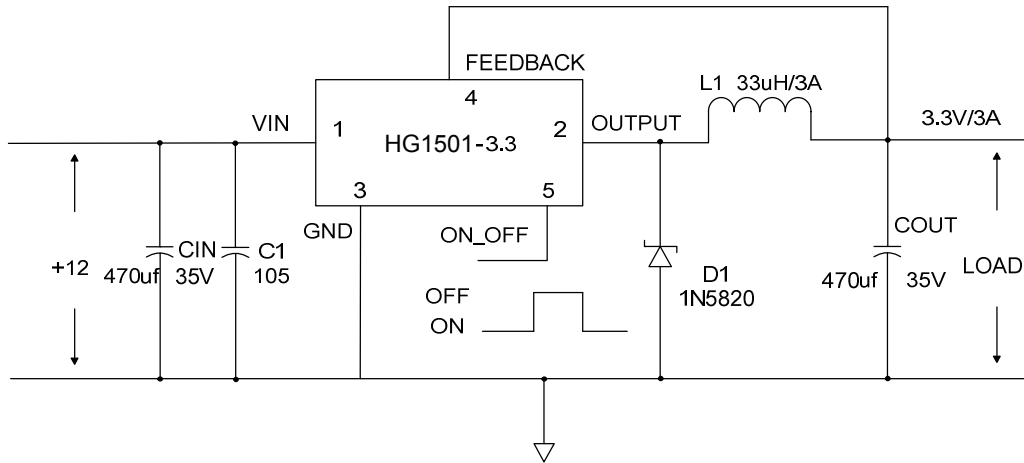 FEEDBACK
4
L1 33uH/3A
VIN
1
HG1501-3.3
2
OUTPUT
3.3V/3A
3
5
GND
ON_OFF
+12
CIN
470uf 35V
C1
105
OFF
ON
D1
1N5820
COUT
470uf 35V
LOAD